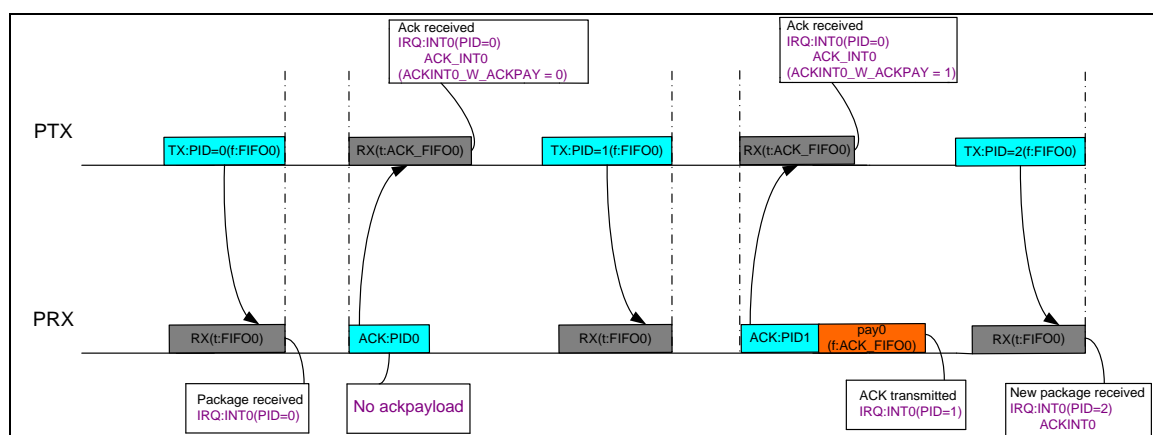 Ack received
IRQ:INT0(PID=0)
ACK_INT0
(ACKINT0_W_ACKPAY = 0)
Ack received
IRQ:INT0(PID=0)
ACK_INT0
(ACKINT0_W_ACKPAY = 1)
PTX
TX:PID=0(f:FIFO0)
RX(t:ACK_FIFO0)
TX:PID=1(f:FIFO0)
RX(t:ACK_FIFO0)
TX:PID=2(f:FIFO0)
PRX
RX(t:FIFO0)
ACK:PID0
RX(t:FIFO0)
ACK:PID1
pay0
(f:ACK_FIFO0)
RX(t:FIFO0)
Package received
IRQ:INT0(PID=0)
No ackpayload
ACK transmitted
IRQ:INT0(PID=1)
New package received
IRQ:INT0(PID=2)
ACKINT0